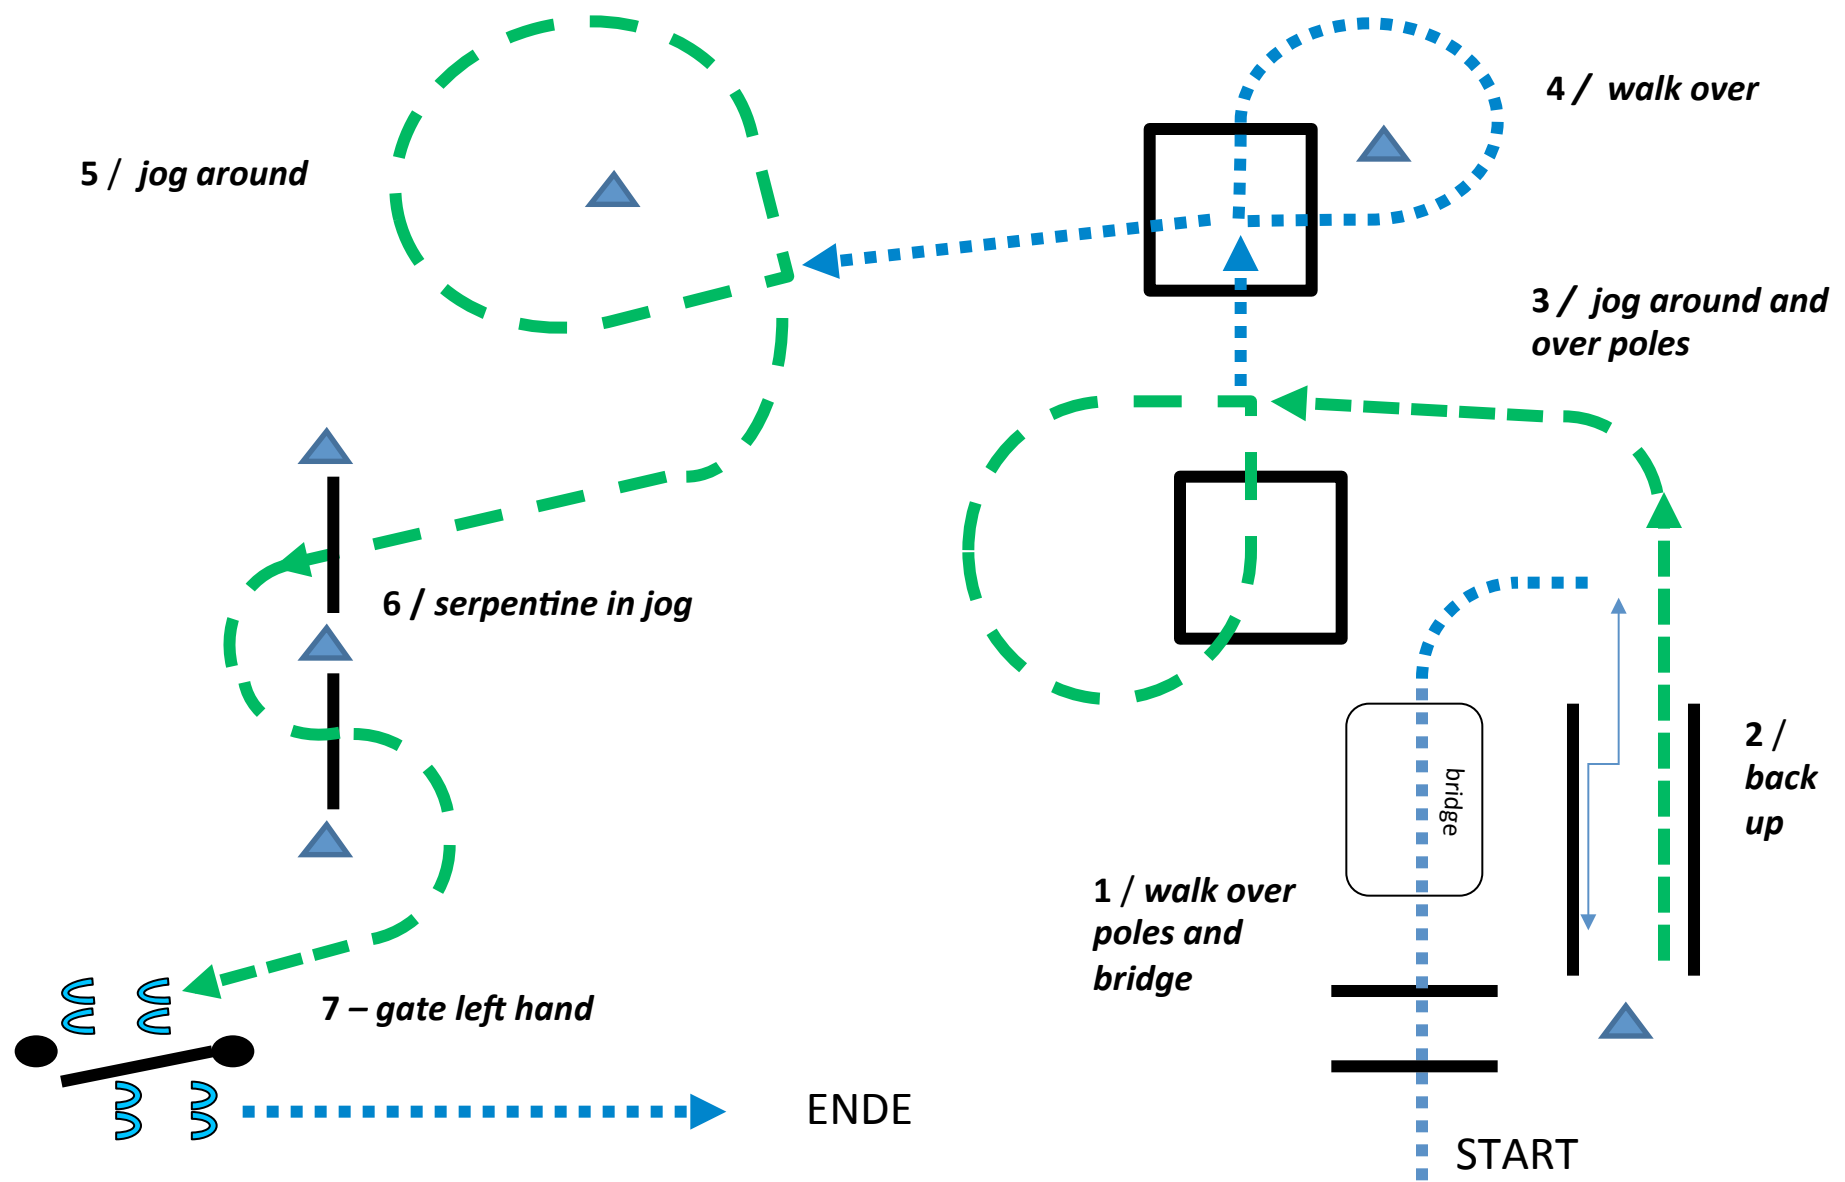 4 / walk over
5 / jog around
3 / jog around and
over poles
6 / serpentine in jog
2 /
back
up
bridge
1 / walk over
poles and
bridge
7 – gate left hand
ENDE
START